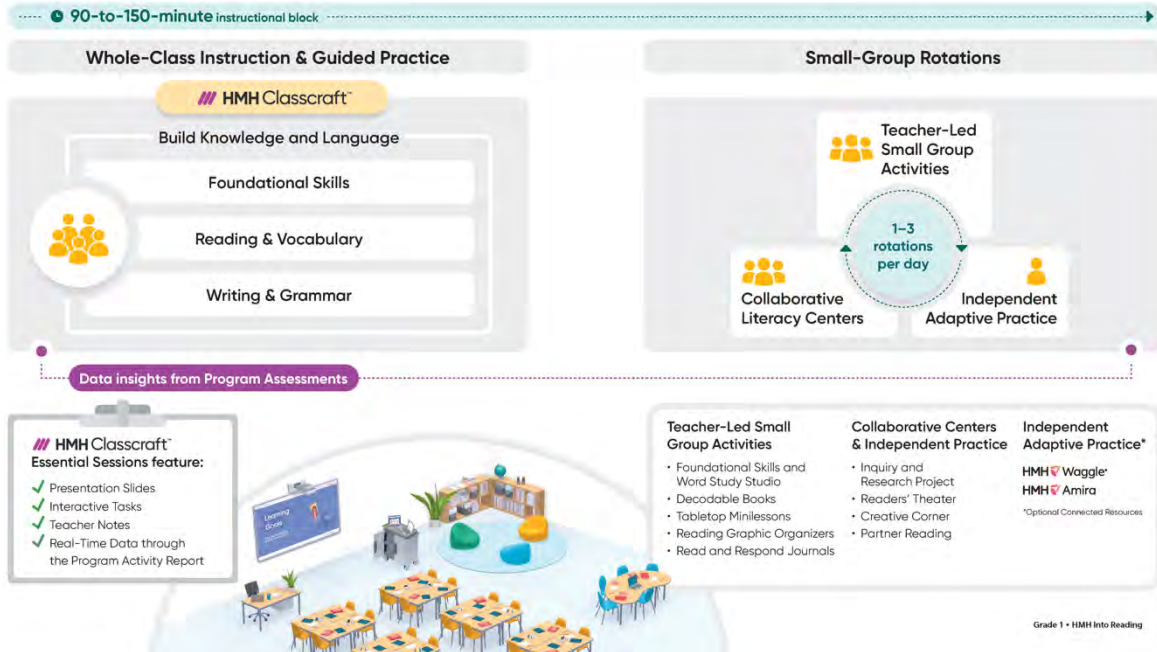 90-to-150-minute instructional block
Whole-Class Instruction & Guided Practice
HMH Classcraft™
Build Knowledge and Language
Foundational Skills
Reading & Vocabulary
Writing & Grammar
Small-Group Rotations
Teacher-Led
Small Group
Activities
1–3
rotations
per day
Collaborative
Literacy Centers
Independent
Adaptive Practice
Data insights from Program Assessments
HMH Classcraft™
Essential Sessions feature:
Presentation Slides
Interactive Tasks
Teacher Notes
Real-Time Data through
the Program Activity Report
Learning
Goals
Teacher-Led Small
Group Activities
• Foundational Skills and
Word Study Studio
• Decodable Books
• Tabletop Minilessons
• Reading Graphic Organizers
• Read and Respond Journals
Collaborative Centers
& Independent Practice
• Inquiry and
Research Project
• Readers' Theater
• Creative Corner
• Partner Reading
Independent
Adaptive Practice*
HMH Waggle®
HMH Amira
*Optional Connected Resources
Grade 1 • HMH Into Reading